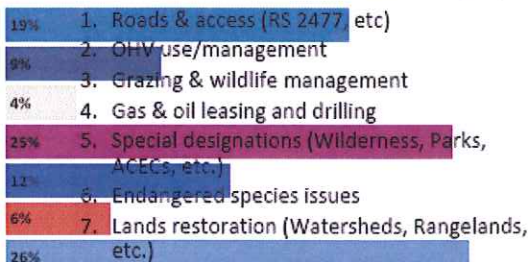 19% 1. Roads & access (RS 2477, etc)
9% 2. OHV use/management
3. Grazing & wildlife management
4% 4. Gas & oil leasing and drilling
25% 5. Special designations (Wilderness, Parks,
12% ACECs, etc.)
6. Endangered species issues
6% 7. Lands restoration (Watersheds, Rangelands,
26% etc.)